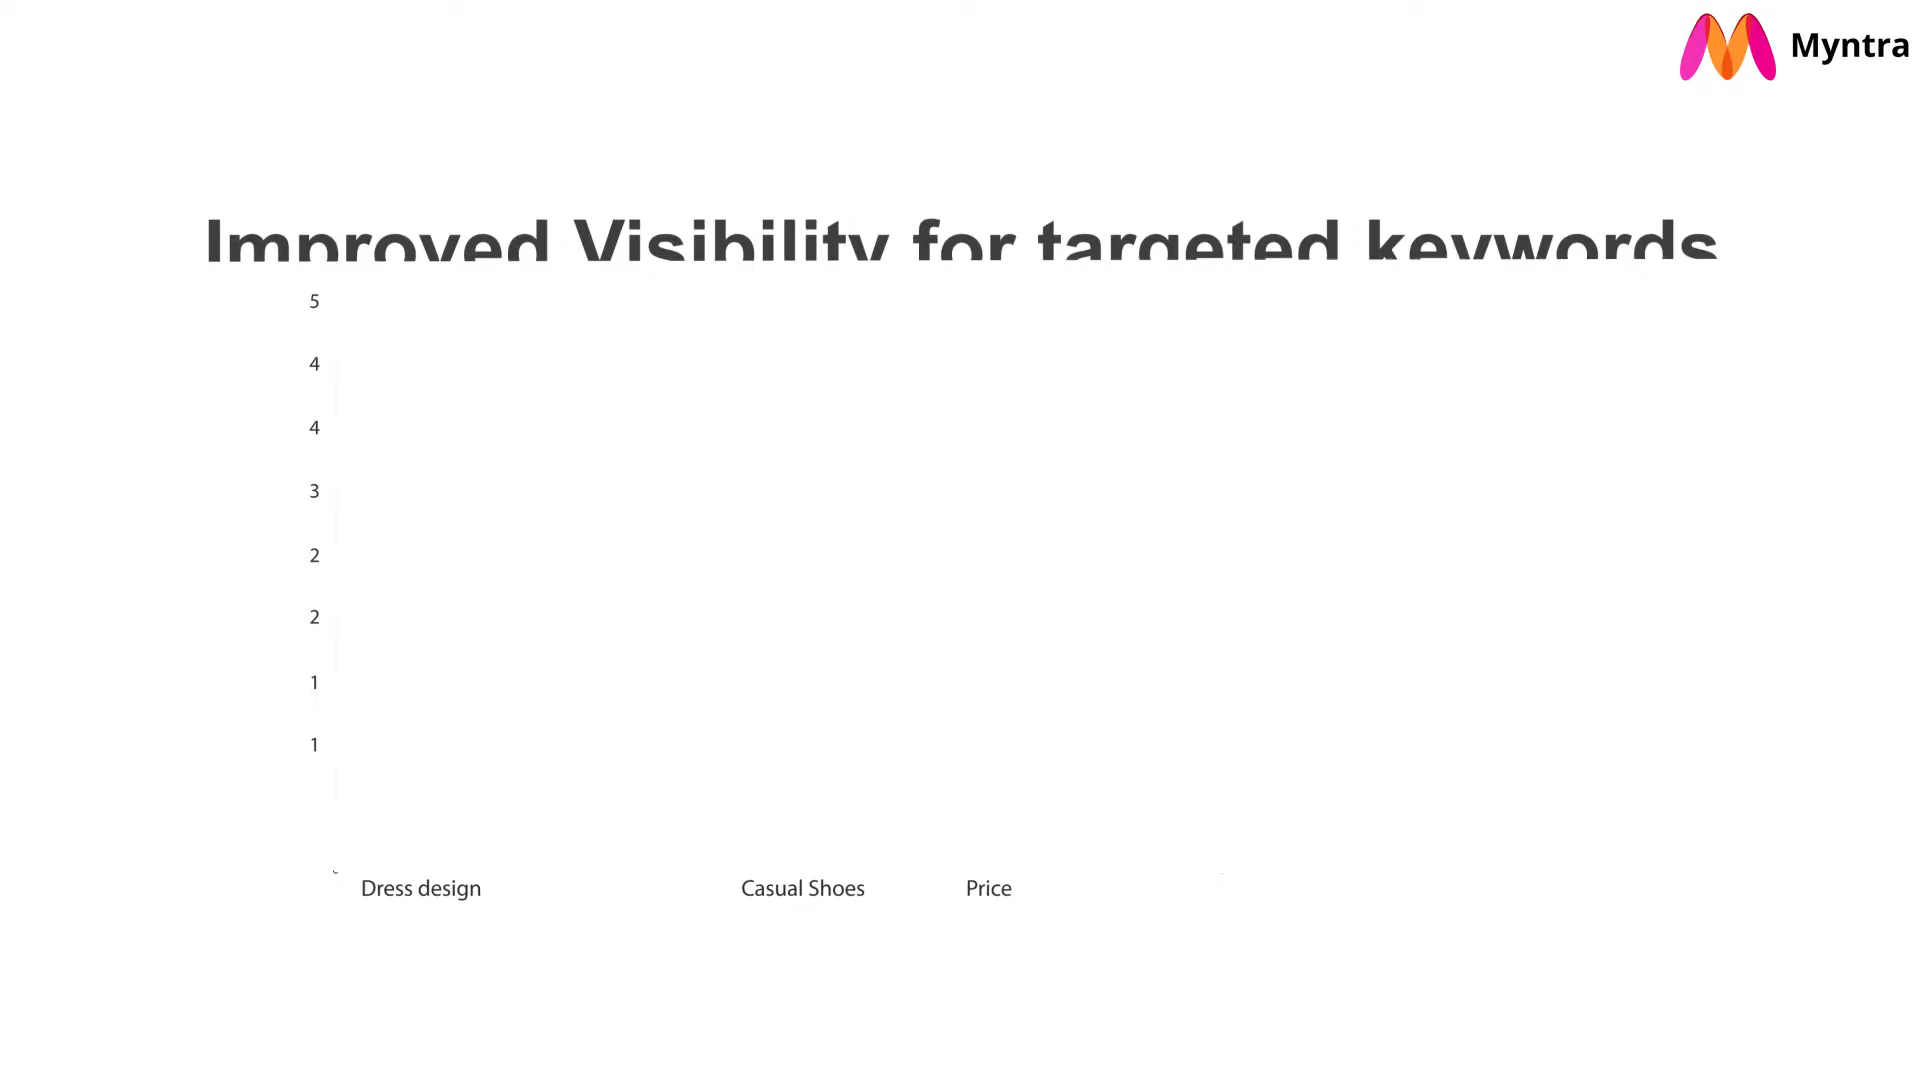 Myntra
Improved Visibility for targeted keywords
5
4
4
3
2
2
1
1
Dress design Casual Shoes Price